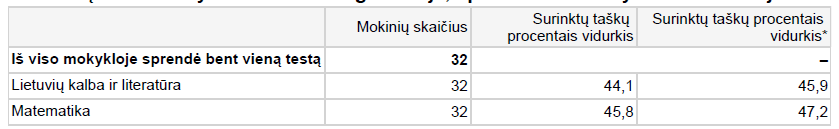 Mokinių skaičius Surinktų taškų procentais vidurkis Surinktų taškų procentais vidurkis*
Iš viso mokykloje sprendė bent vieną testą 32 –
Lietuvių kalba ir literatūra 32 44,1 45,9
Matematika 32 45,8 47,2